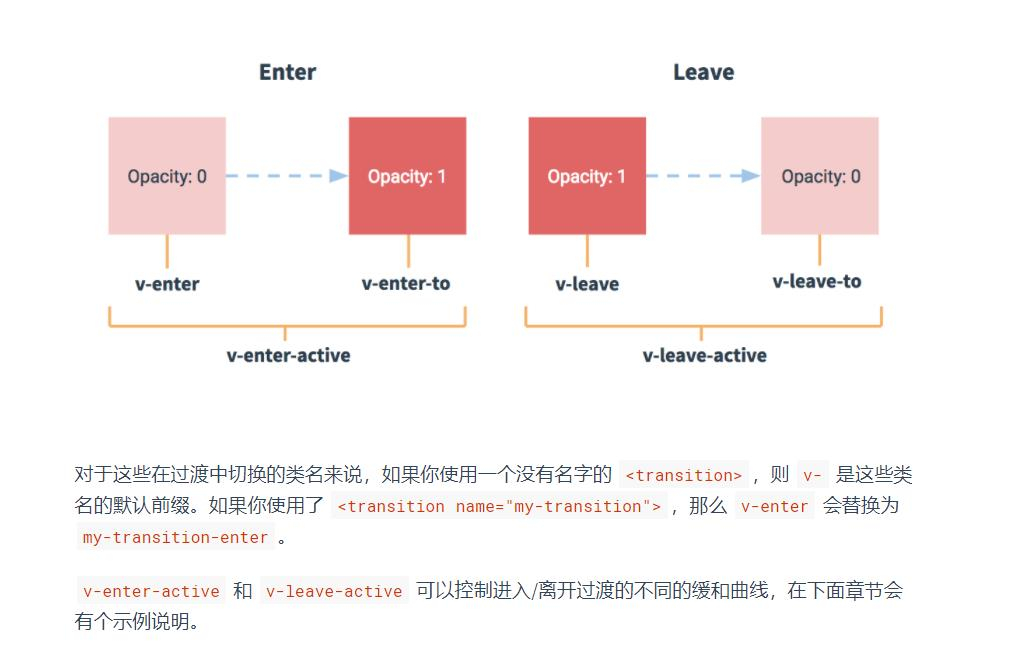 Enter
Leave
Opacity: 0
Opacity: 1
Opacity: 1
Opacity: 0
v-enter
v-enter-to
v-leave
v-leave-to
v-enter-active
v-leave-active
对于这些在过渡中切换的类名来说，如果你使用一个没有名字的 <transition> ，则 v- 是这些类
名的默认前缀。如果你使用了 <transition name="my-transition"> ，那么 v-enter 会替换为
my-transition-enter 。
v-enter-active 和 v-leave-active 可以控制进入/离开过渡的不同的缓和曲线，在下面章节会
有个示例说明。